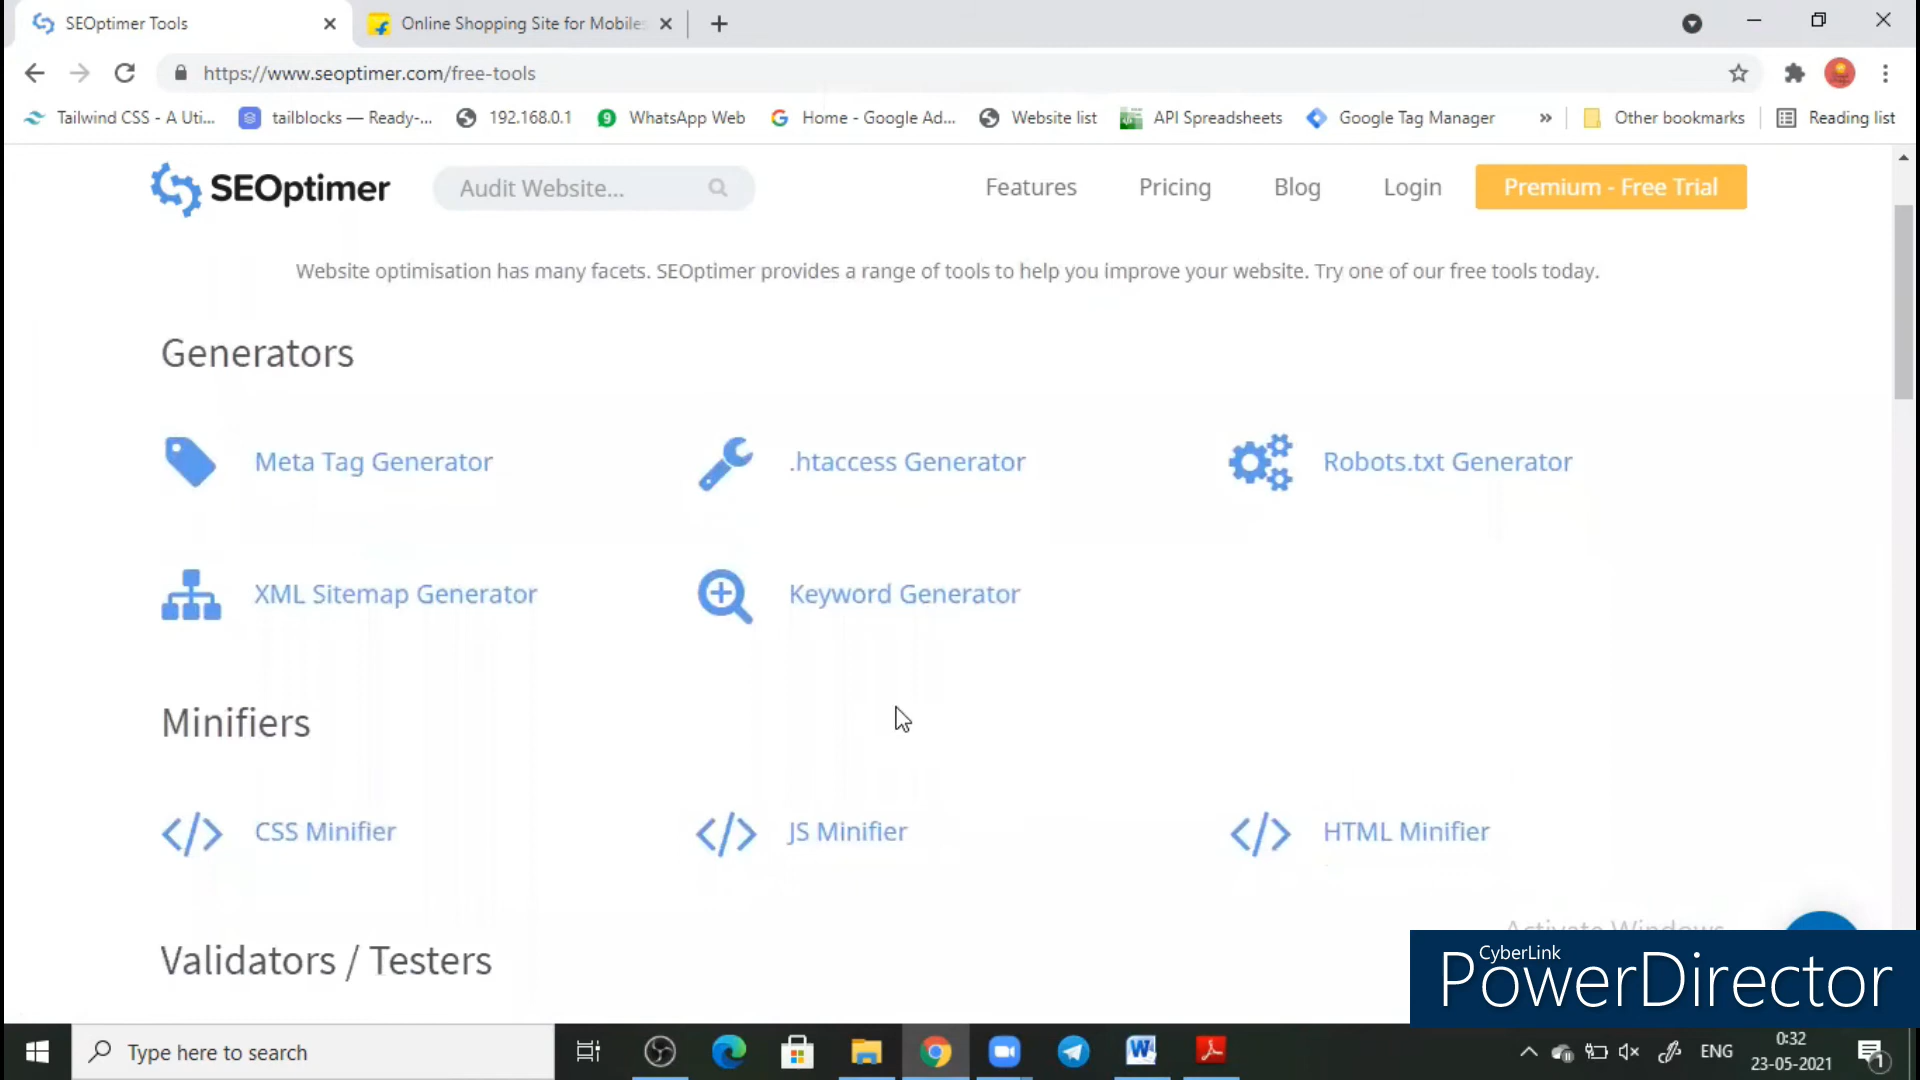 SEOptimer Tools
Online Shopping Site for Mobiles
https://www.seoptimer.com/free-tools
Tailwind CSS - A Uti...
tailblocks — Ready-...
192.168.0.1
9
WhatsApp Web
Home - Google Ad...
Website list
API Spreadsheets
Google Tag Manager
»
Other bookmarks
Reading list
SEOptimer
Audit Website...
Features
Pricing
Blog
Login
Premium - Free Trial
Website optimisation has many facets. SEOptimer provides a range of tools to help you improve your website. Try one of our free tools today.
Generators
Meta Tag Generator
.htaccess Generator
Robots.txt Generator
XML Sitemap Generator
Keyword Generator
Minifiers
CSS Minifier
JS Minifier
HTML Minifier
Activate Windows
Validators / Testers
CyberLink
PowerDirector
Type here to search
ENG
0:32
23-05-2021
1